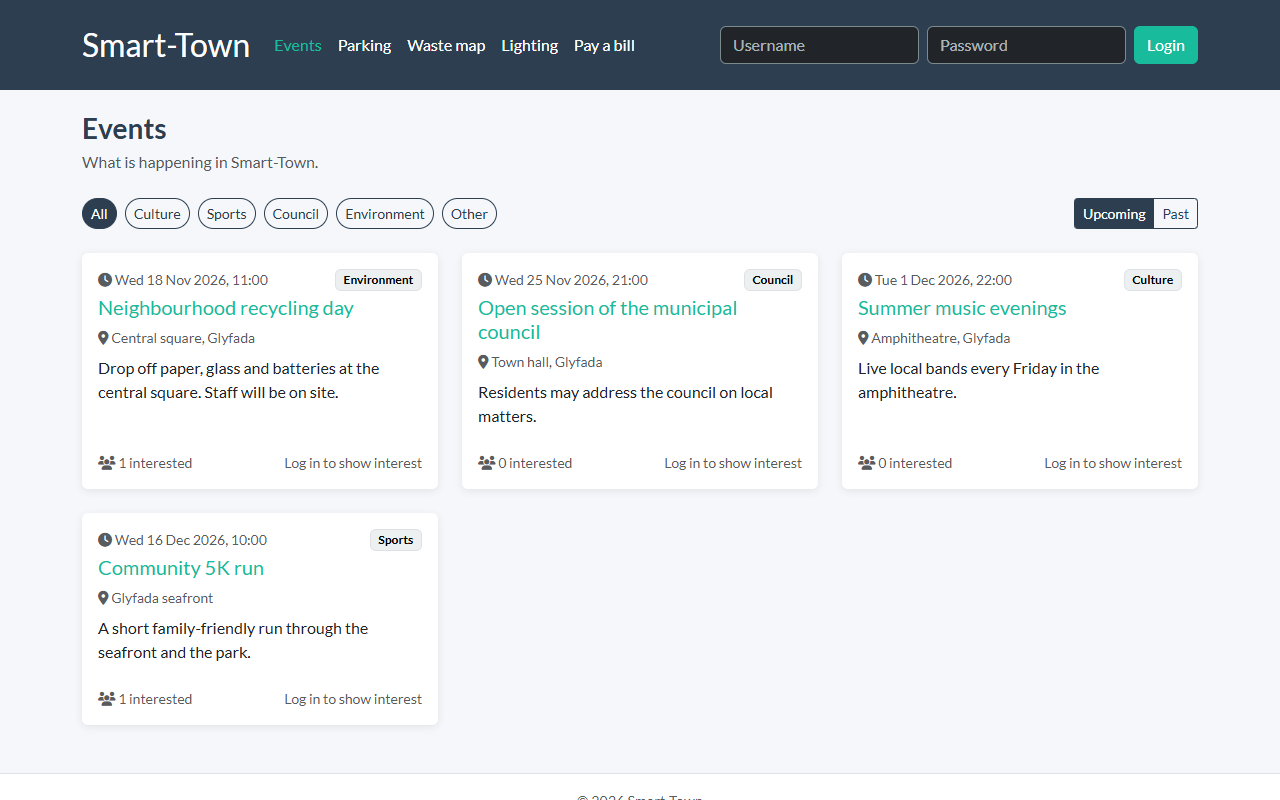 Smart-Town
Events
Parking
Waste map
Lighting
Pay a bill
Username
Password
Login
Events
What is happening in Smart-Town.
All
Culture
Sports
Council
Environment
Other
Upcoming
Past
Wed 18 Nov 2026, 11:00
Environment
Neighbourhood recycling day
Central square, Glyfada
Drop off paper, glass and batteries at the
central square. Staff will be on site.
1 interested
Log in to show interest
Wed 25 Nov 2026, 21:00
Council
Open session of the municipal
council
Town hall, Glyfada
Residents may address the council on local
matters.
0 interested
Log in to show interest
Tue 1 Dec 2026, 22:00
Culture
Summer music evenings
Amphitheatre, Glyfada
Live local bands every Friday in the
amphitheatre.
0 interested
Log in to show interest
Wed 16 Dec 2026, 10:00
Sports
Community 5K run
Glyfada seafront
A short family-friendly run through the
seafront and the park.
1 interested
Log in to show interest
© 2026 Smart-Town